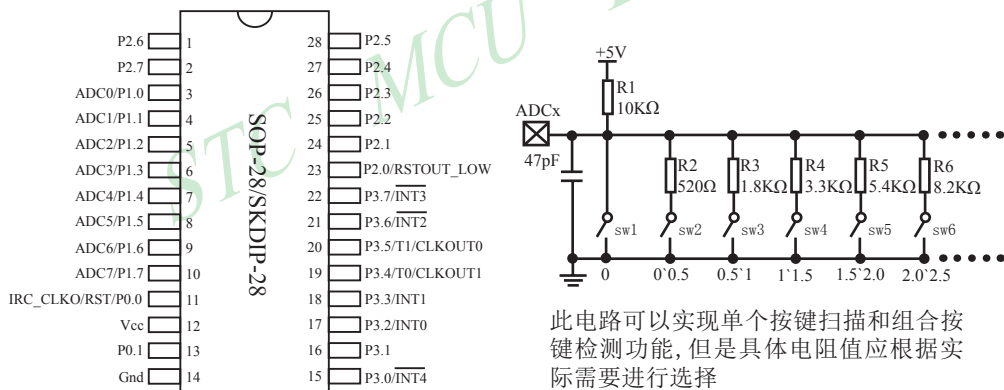 STC MCU
P2.6 1
P2.7 2
ADC0/P1.0 3
ADC1/P1.1 4
ADC2/P1.2 5
ADC3/P1.3 6
ADC4/P1.4 7
ADC5/P1.5 8
ADC6/P1.6 9
ADC7/P1.7 10
IRC_CLKO/RST/P0.0 11
Vcc 12
P0.1 13
Gnd 14
SOP-28/SKDIP-28
28 P2.5
27 P2.4
26 P2.3
25 P2.2
24 P2.1
23 P2.0/RSTOUT_LOW
22 P3.7/INT3
21 P3.6/INT2
20 P3.5/T1/CLKOUT0
19 P3.4/T0/CLKOUT1
18 P3.3/INT1
17 P3.2/INT0
16 P3.1
15 P3.0/INT4
+5V
R1
10KΩ
ADCx
47pF
R2
520Ω
R3
1.8KΩ
R4
3.3KΩ
R5
5.4KΩ
R6
8.2KΩ
sw1 sw2 sw3 sw4 sw5 sw6
0 0`0.5 0.5`1 1`1.5 1.5`2.0 2.0`2.5
此电路可以实现单个按键扫描和组合按
键检测功能,但是具体电阻值应根据实
际需要进行选择